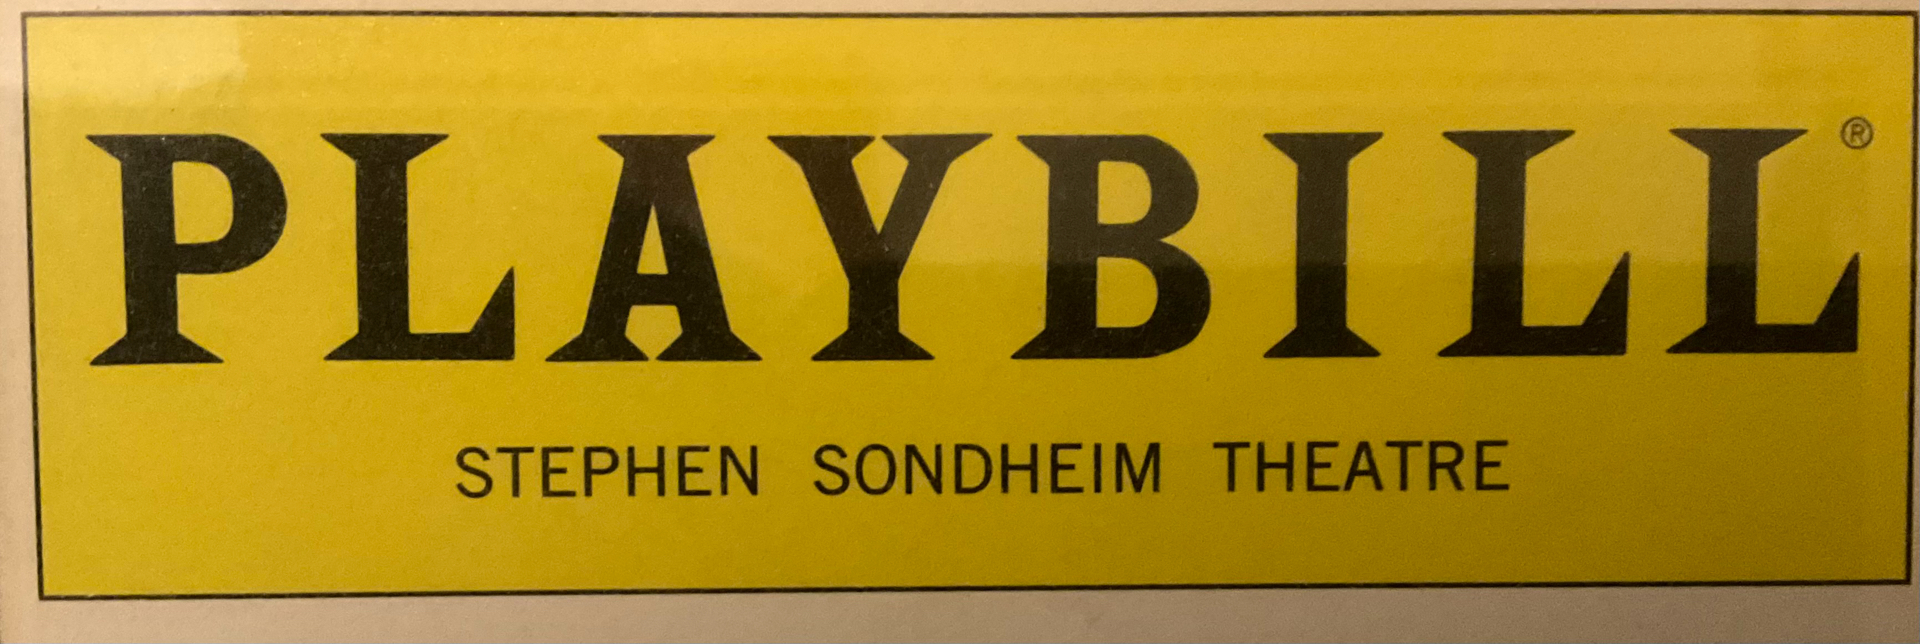 PLAYBILL®
STEPHEN SONDHEIM THEATRE